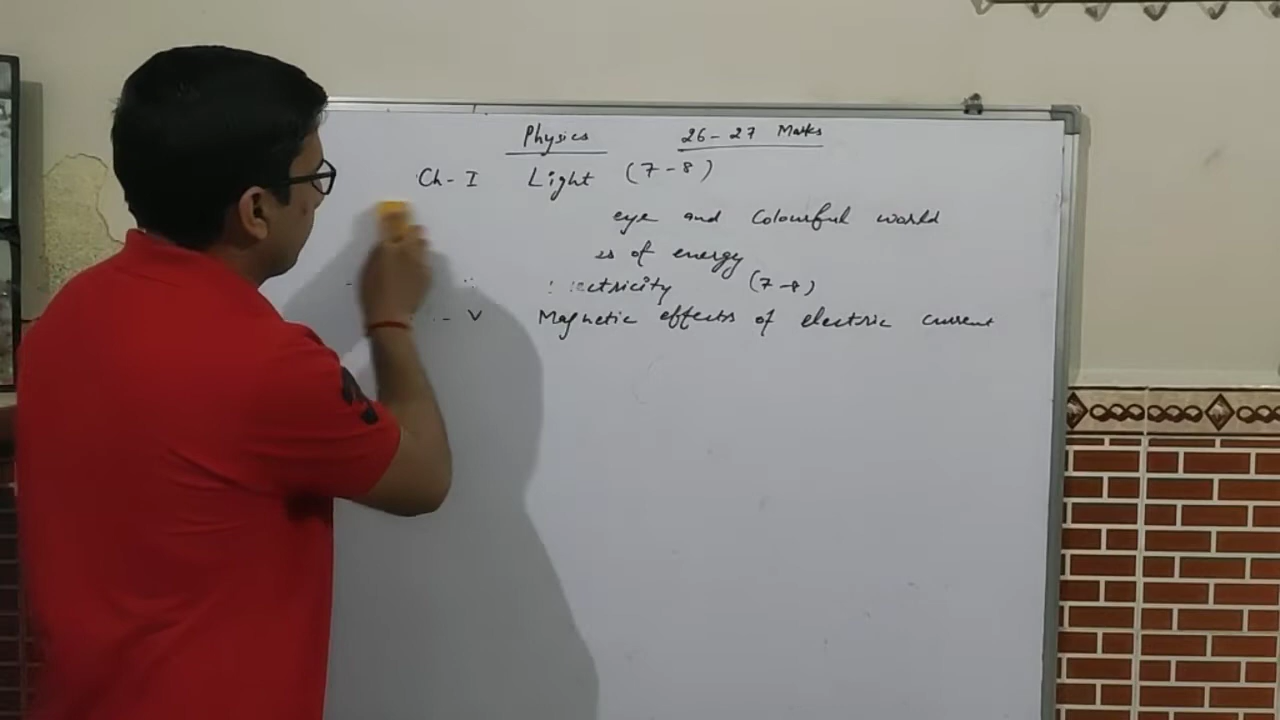 Physics 26-27 Marks
Ch-I Light (7-8)
eye and Colourful world
es of energy
ectricity (7-8)
- V Magnetic effects of electric current